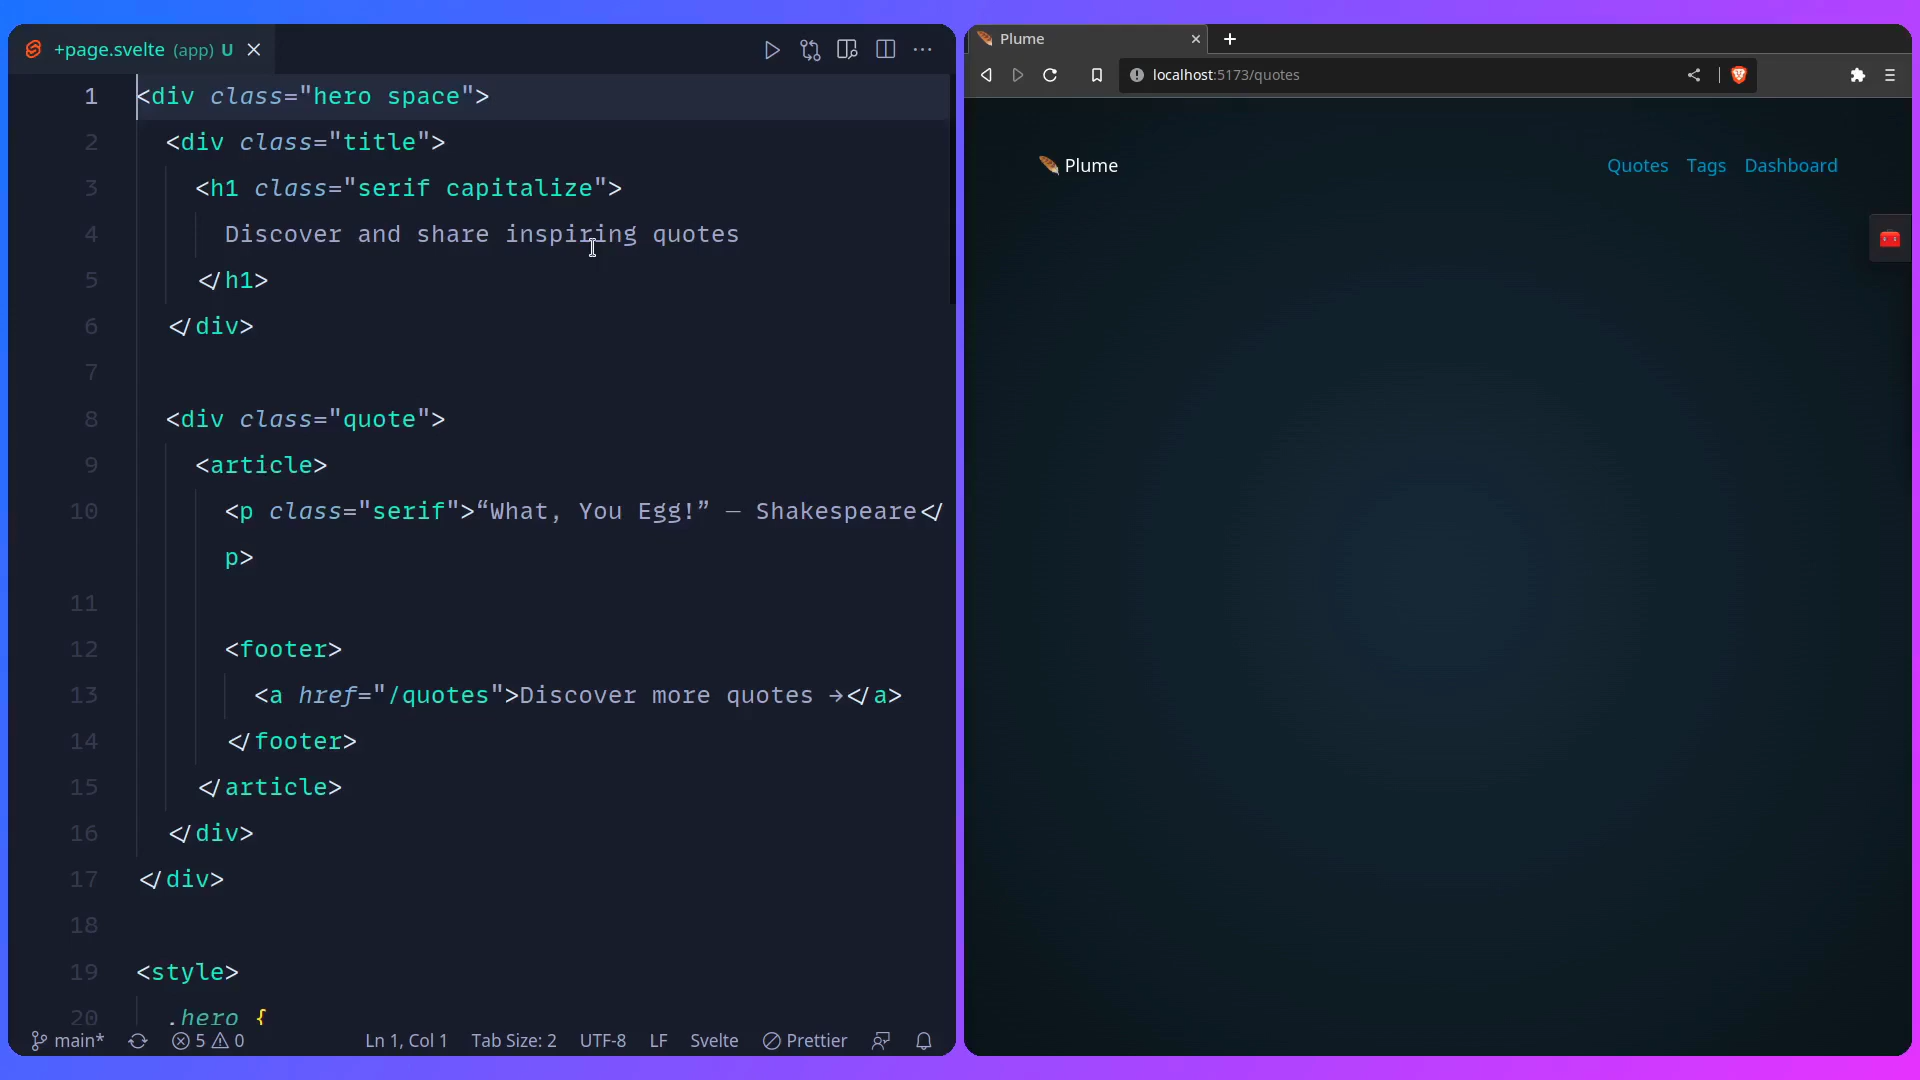 +page.svelte (app) U
1 <div class="hero space">
2 <div class="title">
3 <h1 class="serif capitalize">
4 Discover and share inspiring quotes
5 </h1>
6 </div>
7
8 <div class="quote">
9 <article>
10 <p class="serif">“What, You Egg!” — Shakespeare</
p>
11
12 <footer>
13 <a href="/quotes">Discover more quotes →</a>
14 </footer>
15 </article>
16 </div>
17 </div>
18
19 <style>
20 .hero {
main* 5 0 Ln 1, Col 1 Tab Size: 2 UTF-8 LF Svelte Prettier
Plume
localhost:5173/quotes
Plume Quotes Tags Dashboard